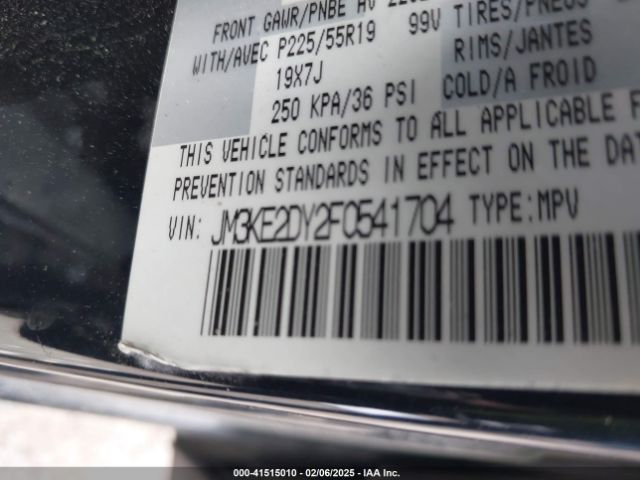 FRONT GAWR/PNBE AV
WITH/AVEC P225/55R19 99V TIRES/PNEUS
19X7J RIMS/JANTES
250 KPA/36 PSI COLD/A FROID
THIS VEHICLE CONFORMS TO ALL APPLICABLE
PREVENTION STANDARDS IN EFFECT ON THE
VIN: JM3KE2DY2F0541704 TYPE:MPV
000-41515010 - 02/06/2025 - IAA Inc.